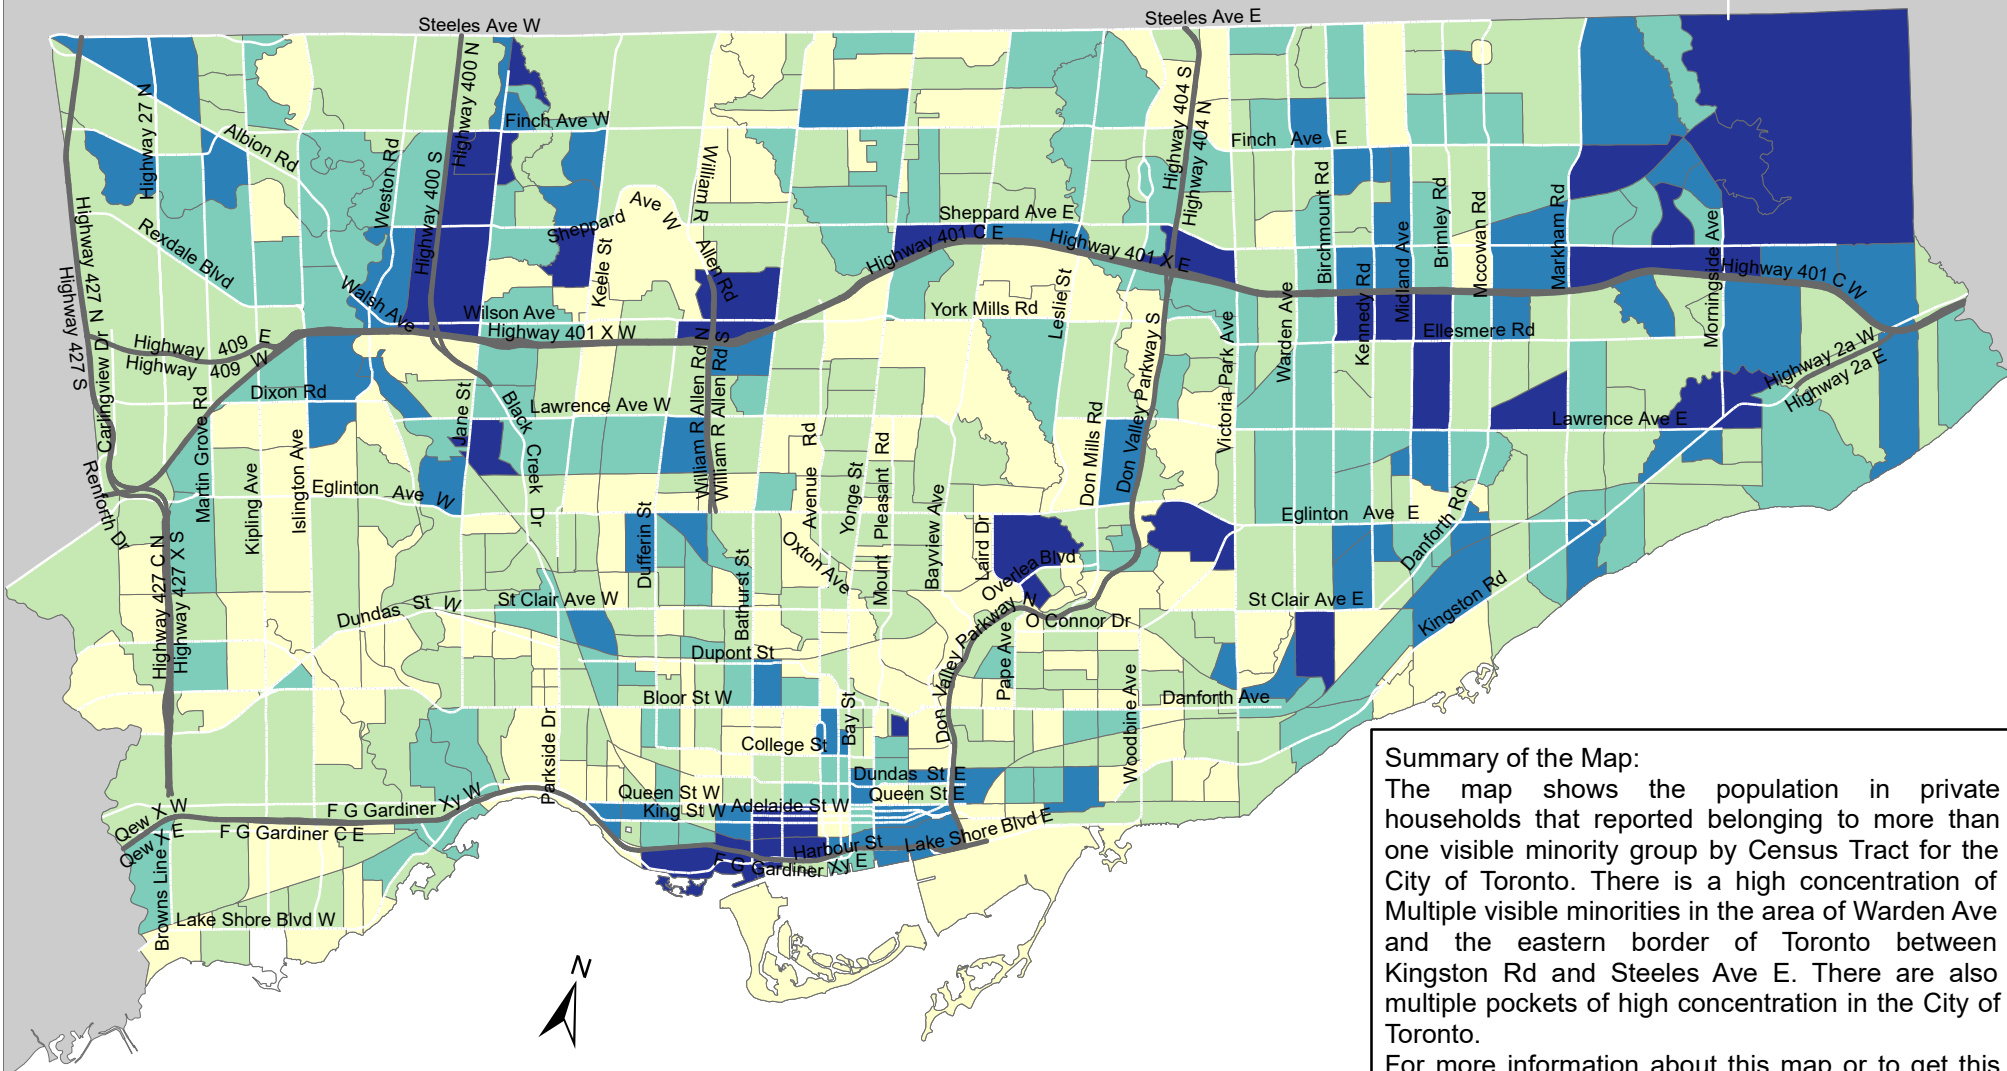 Steeles Ave W
Steeles Ave E
Highway 400 N
Highway 404 S
Highway 27 N
Finch Ave W
Highway 404 N
Albion Rd
Finch Ave E
Weston Rd
Highway 400 S
William R
Allen Rd
Birchmount Rd
Highway 427 N
Rexdale Blvd
Sheppard
Ave W
Sheppard Ave E
Midland Ave
Brimley Rd
Mccowan Rd
Markham Rd
Morningside Ave
Highway 401 C E
Highway 401 X E
Keele St
Highway 401 C W
Highway 427 S
Walsh Ave
Wilson Ave
York Mills Rd
Leslie St
Kennedy Rd
Warden Ave
Highway 401 X W
Ellesmere Rd
Highway 409 E
Highway 409 W
Carlingview Dr
Victoria Park Ave
Highway 2a W
Highway 2a E
Dixon Rd
Martin Grove Rd
Jane St
Black Creek Dr
Lawrence Ave W
William R Allen Rd N
William R Allen Rd S
Don Valley Parkway S
Lawrence Ave E
Renforth Dr
Kipling Ave
Islington Ave
Eglinton Ave W
Avenue Rd
Yonge St
Mount Pleasant Rd
Bayview Ave
Don Mills Rd
Eglinton Ave E
Danforth Rd
Highway 427 C N
Highway 427 X S
Dufferin St
Bathurst St
Oxton Ave
Laird Dr
Overlea Blvd
Dundas St W
St Clair Ave W
St Clair Ave E
Kingston Rd
Don Valley Parkway N
O Connor Dr
Pape Ave
Dupont St
Bloor St W
Danforth Ave
Woodbine Ave
Parkside Dr
Bay St
College St
Dundas St E
Queen St W
Queen St E
King St W
Adelaide St W
F G Gardiner Xy W
Qew X W
Qew X E
F G Gardiner C E
Harbour St
Lake Shore Blvd E
F G Gardiner Xy E
Browns Line
Lake Shore Blvd W
N
Summary of the Map:
The map shows the population in private
households that reported belonging to more than
one visible minority group by Census Tract for the
City of Toronto. There is a high concentration of
Multiple visible minorities in the area of Warden Ave
and the eastern border of Toronto between
Kingston Rd and Steeles Ave E. There are also
multiple pockets of high concentration in the City of
Toronto.
For more information about this map or to get this